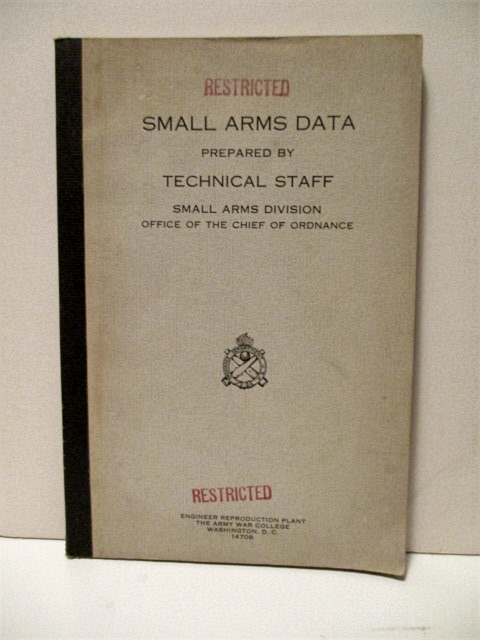 RESTRICTED
SMALL ARMS DATA
PREPARED BY
TECHNICAL STAFF
SMALL ARMS DIVISION
OFFICE OF THE CHIEF OF ORDNANCE
RESTRICTED
ENGINEER REPRODUCTION PLANT
THE ARMY WAR COLLEGE
WASHINGTON, D. C.
14708